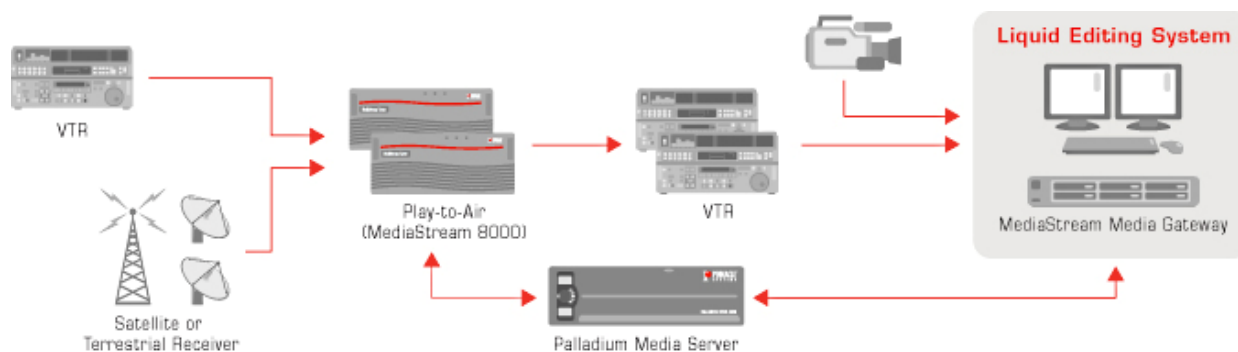 Liquid Editing System
VTR
Play-to-Air
(MediaStream 8000)
VTR
MediaStream Media Gateway
Satellite or
Terrestrial Receiver
Palladium Media Server